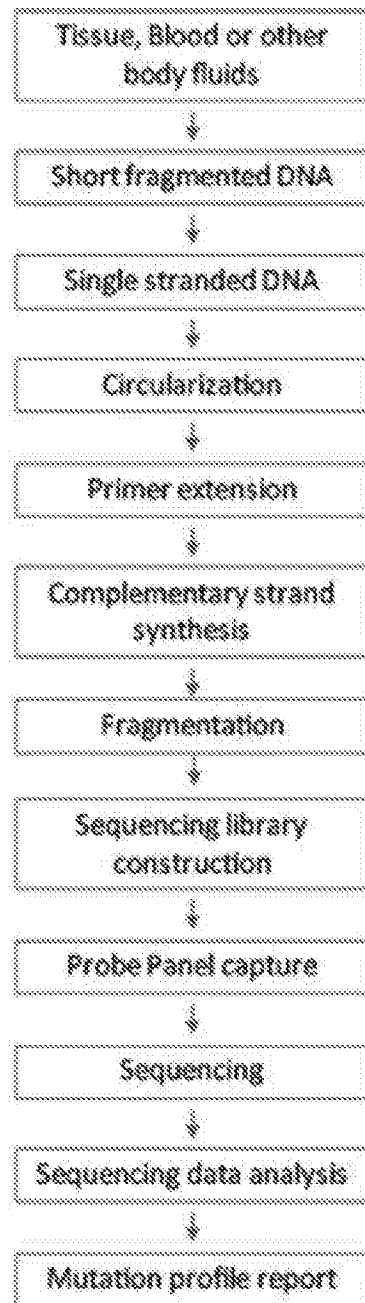 Tissue, Blood or other
body fluids
Short fragmented DNA
Single stranded DNA
Circularization
Primer extension
Complementary strand
synthesis
Fragmentation
Sequencing library
construction
Probe Panel capture
Sequencing
Sequencing data analysis
Mutation profile report